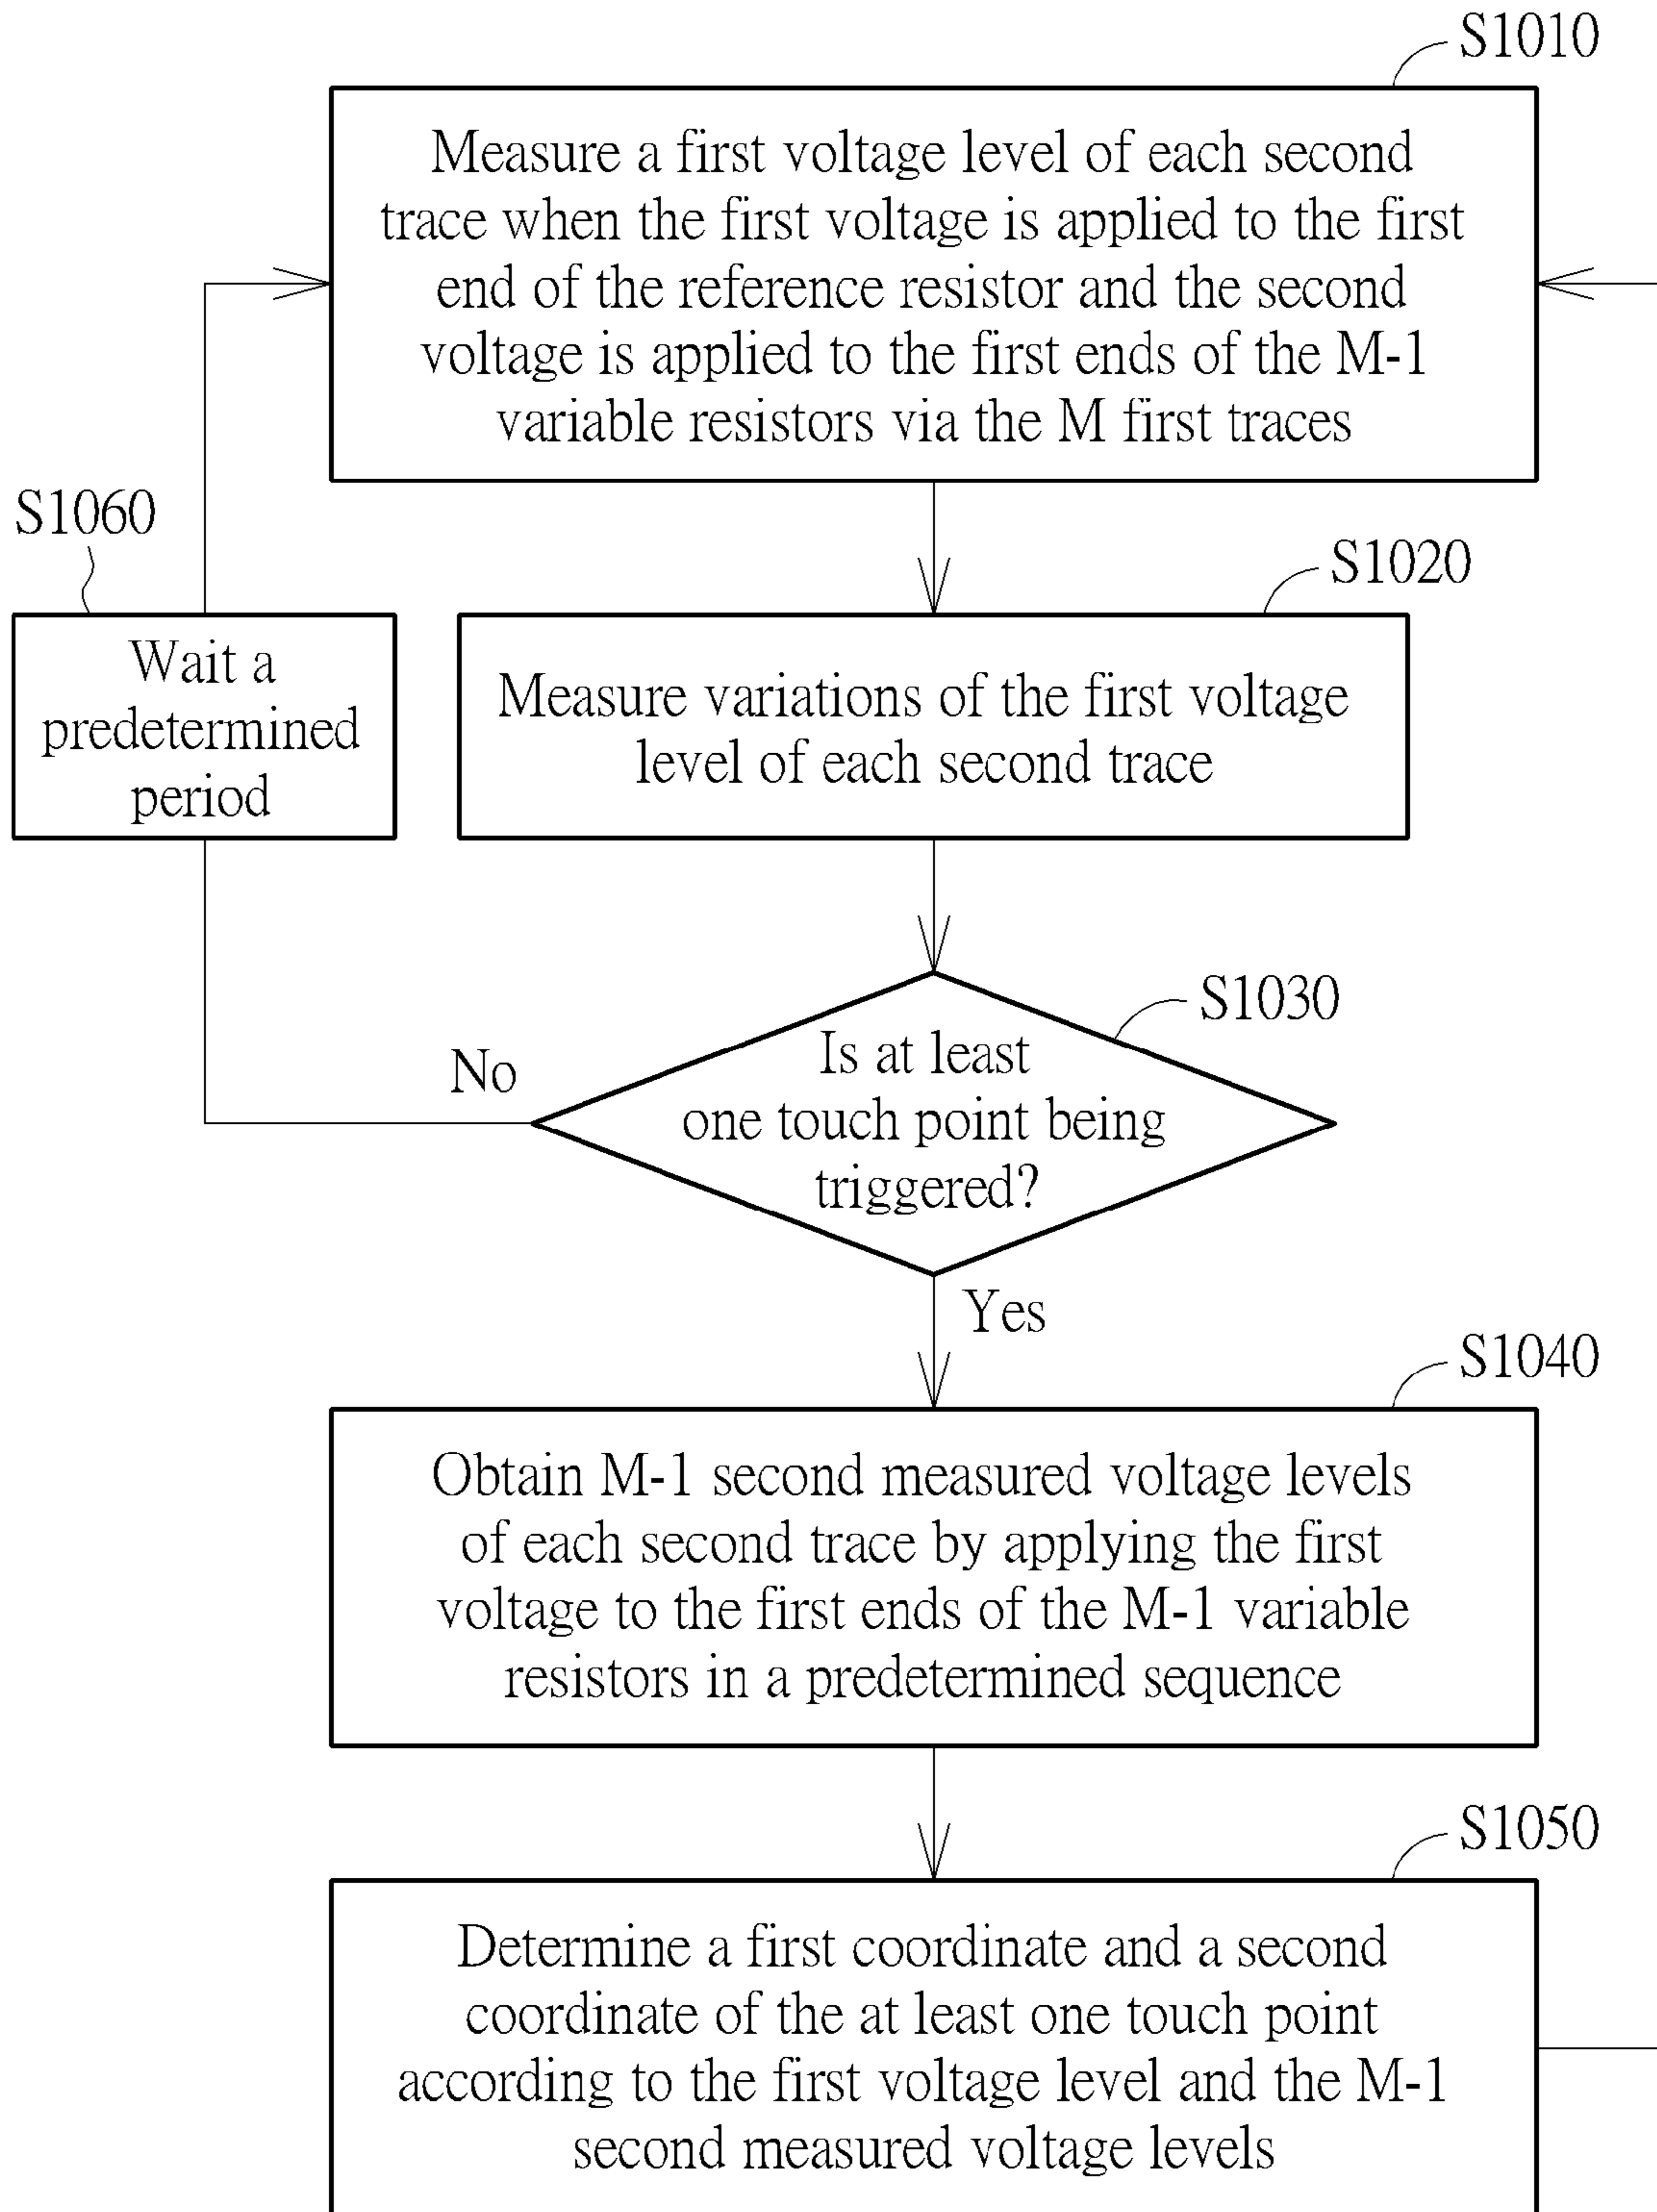 S1010
Measure a first voltage level of each second
trace when the first voltage is applied to the first
end of the reference resistor and the second
voltage is applied to the first ends of the M-1
variable resistors via the M first traces
S1060
Wait a
predetermined
period
S1020
Measure variations of the first voltage
level of each second trace
S1030
Is at least
one touch point being
triggered?
No
Yes
S1040
Obtain M-1 second measured voltage levels
of each second trace by applying the first
voltage to the first ends of the M-1 variable
resistors in a predetermined sequence
S1050
Determine a first coordinate and a second
coordinate of the at least one touch point
according to the first voltage level and the M-1
second measured voltage levels